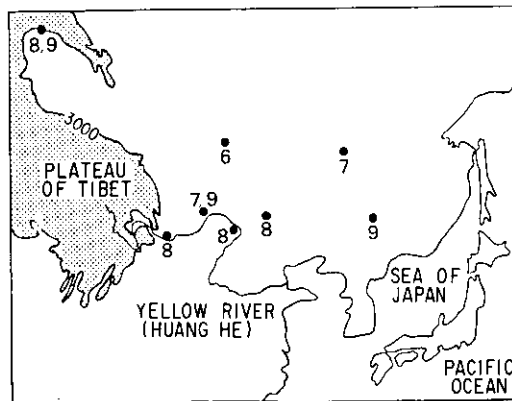 8,9
3000
6
7
PLATEAU
OF TIBET
7,9
8
8
8
9
YELLOW RIVER
(HUANG HE)
SEA OF
JAPAN
PACIFIC
OCEAN